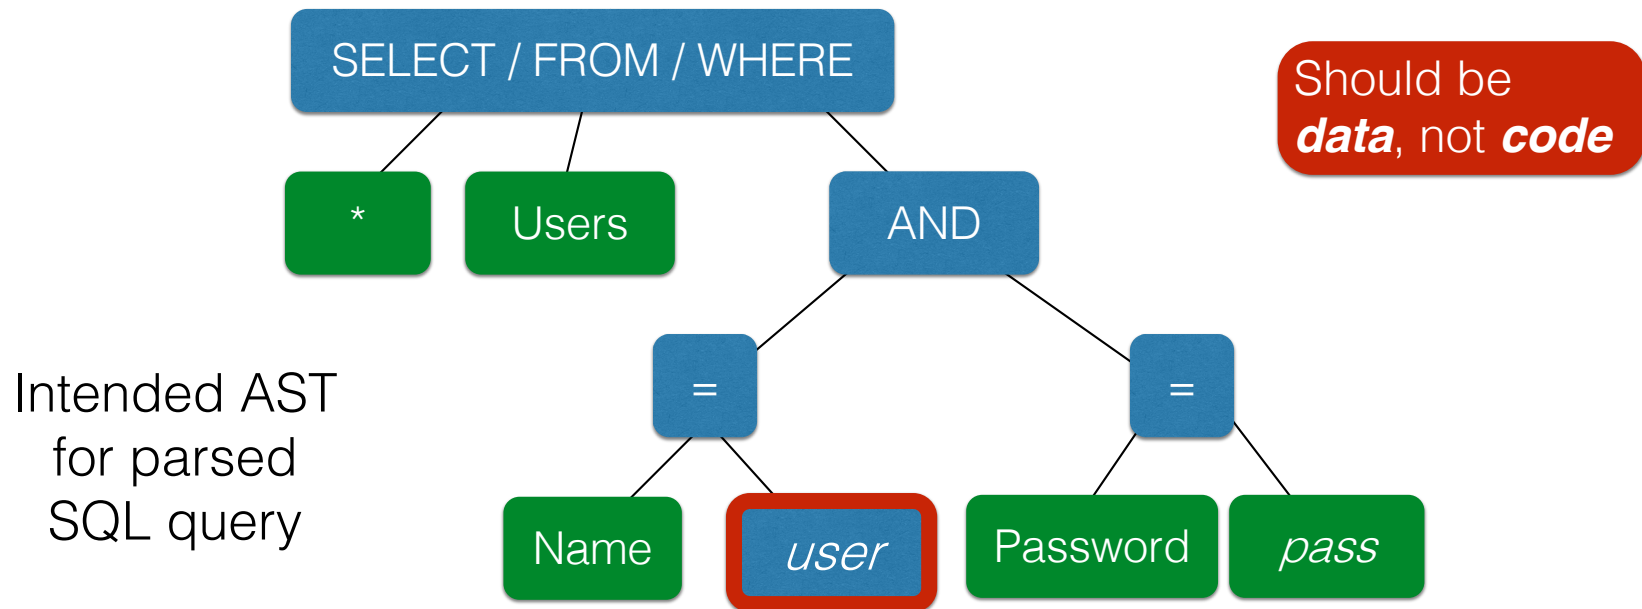 SELECT / FROM / WHERE
Should be
data, not code
*
Users
AND
=
=
Intended AST
for parsed
SQL query
Name
user
Password
pass